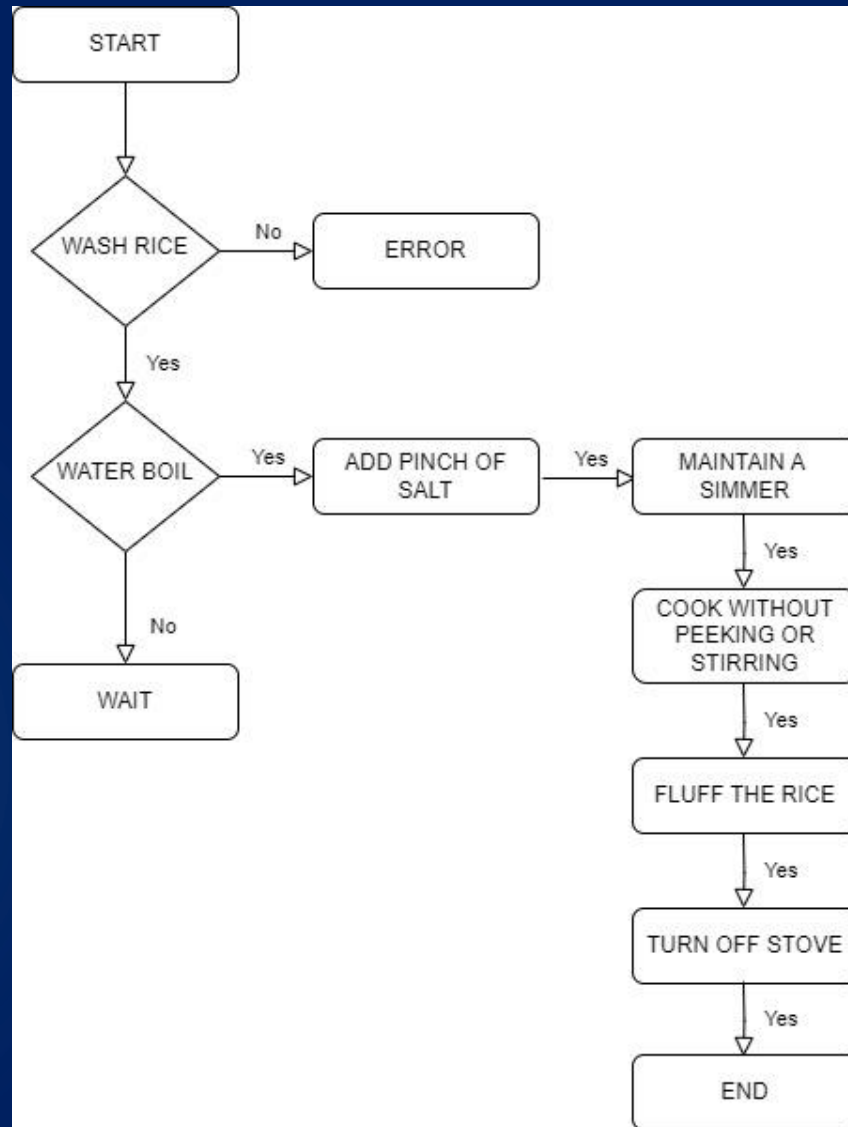 START
WASH RICE
No
ERROR
Yes
WATER BOIL
Yes
ADD PINCH OF
SALT
Yes
MAINTAIN A
SIMMER
Yes
COOK WITHOUT
PEEKING OR
STIRRING
No
WAIT
Yes
FLUFF THE RICE
Yes
TURN OFF STOVE
Yes
END